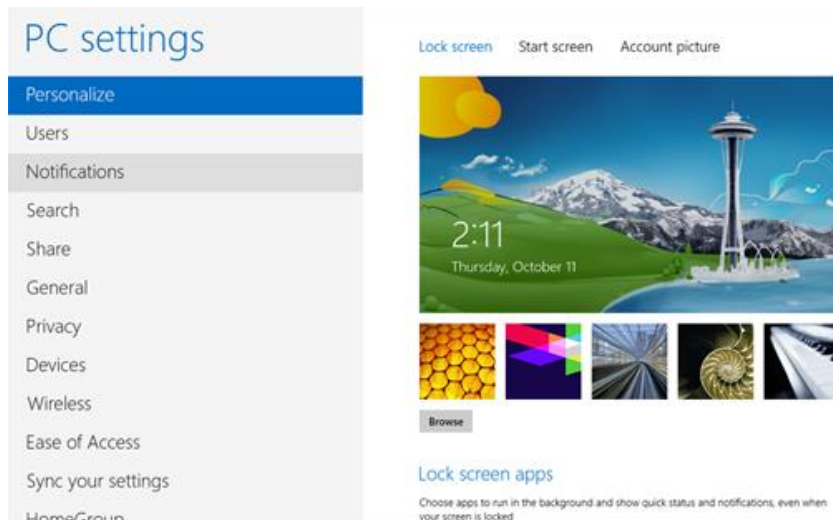 PC settings
Personalize
Users
Notifications
Search
Share
General
Privacy
Devices
Wireless
Ease of Access
Sync your settings
HomeGroup
Lock screen Start screen Account picture
2:11
Thursday, October 11
Browse
Lock screen apps
Choose apps to run in the background and show quick status and notifications, even when
your screen is locked